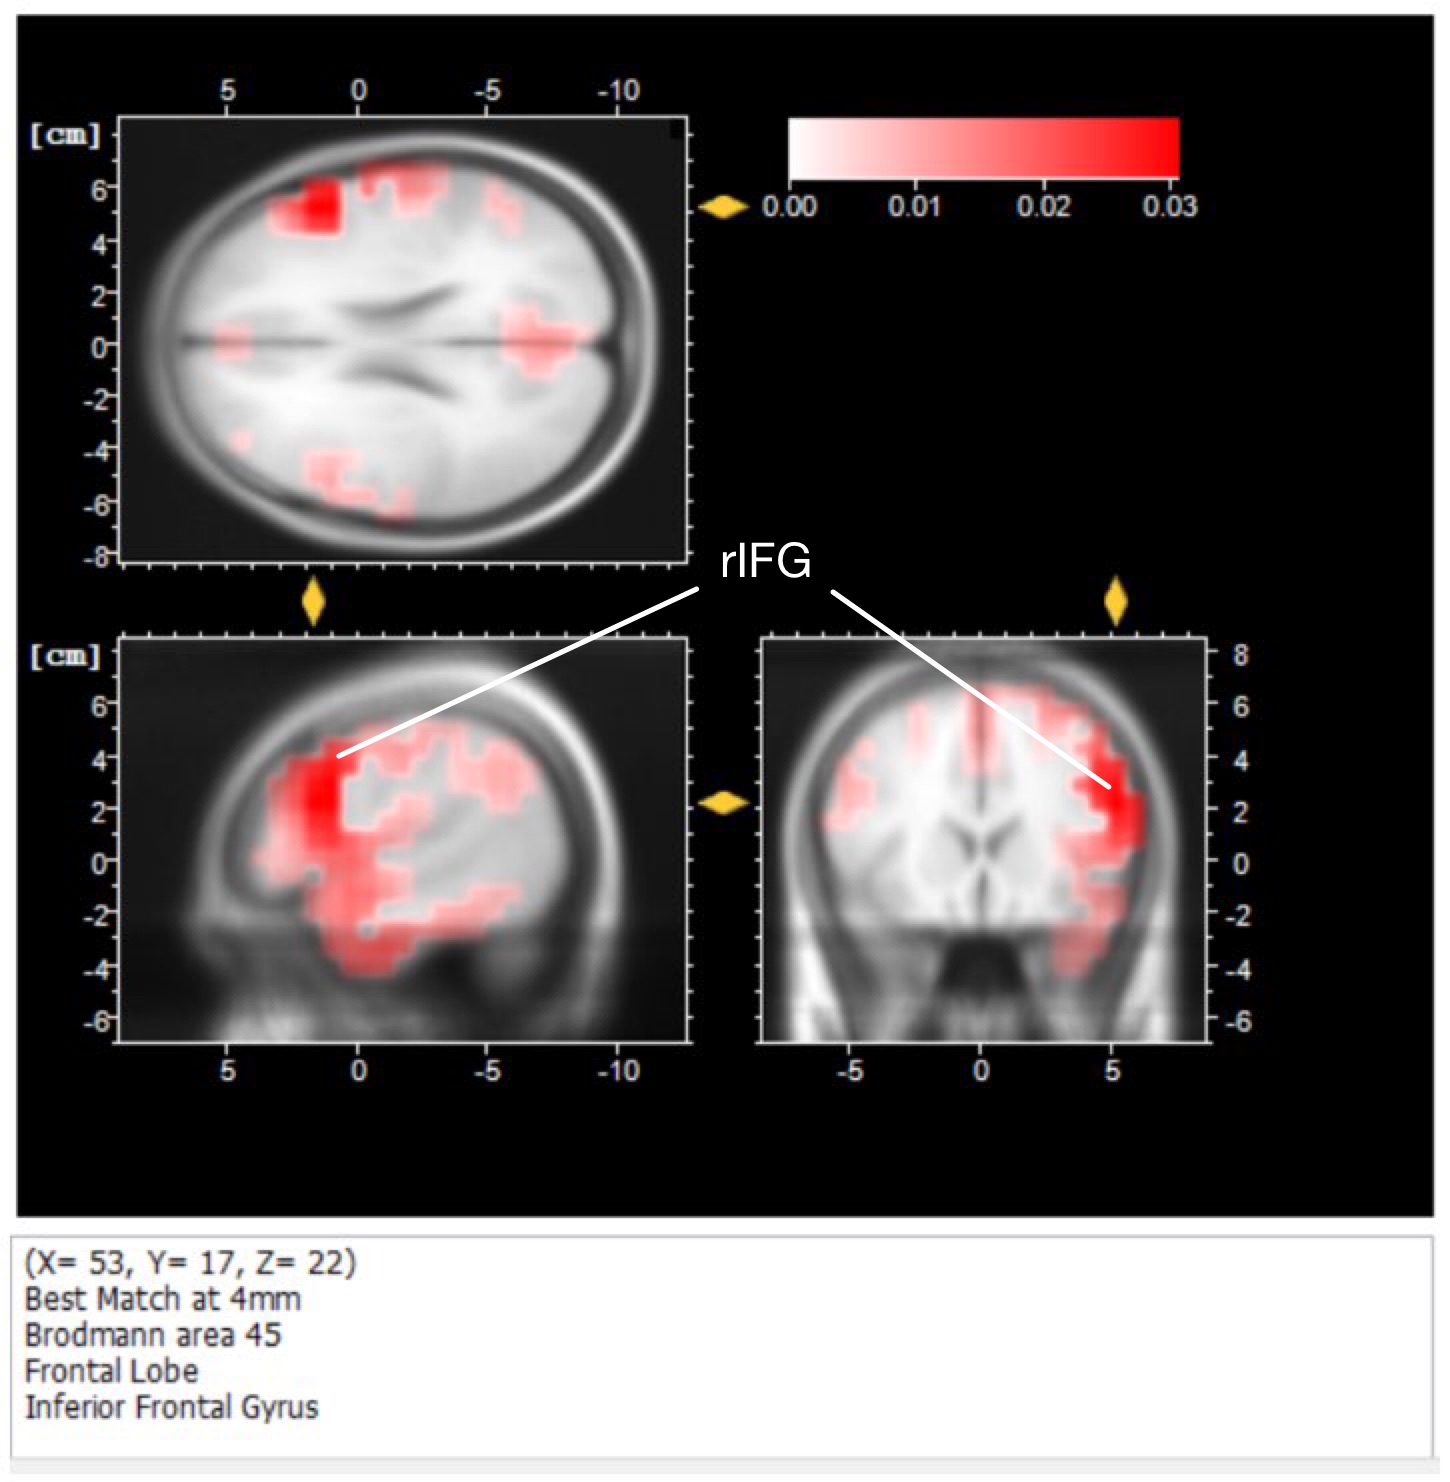 5 0 -5 -10
[cm]
6
4
2
0
-2
-4
-6
-8
0.00 0.01 0.02 0.03
rIFG
[cm]
6
4
2
0
-2
-4
-6
5 0 -5 -10
8
6
4
2
0
-2
-4
-6
-5 0 5
(X= 53, Y= 17, Z= 22)
Best Match at 4mm
Brodmann area 45
Frontal Lobe
Inferior Frontal Gyrus